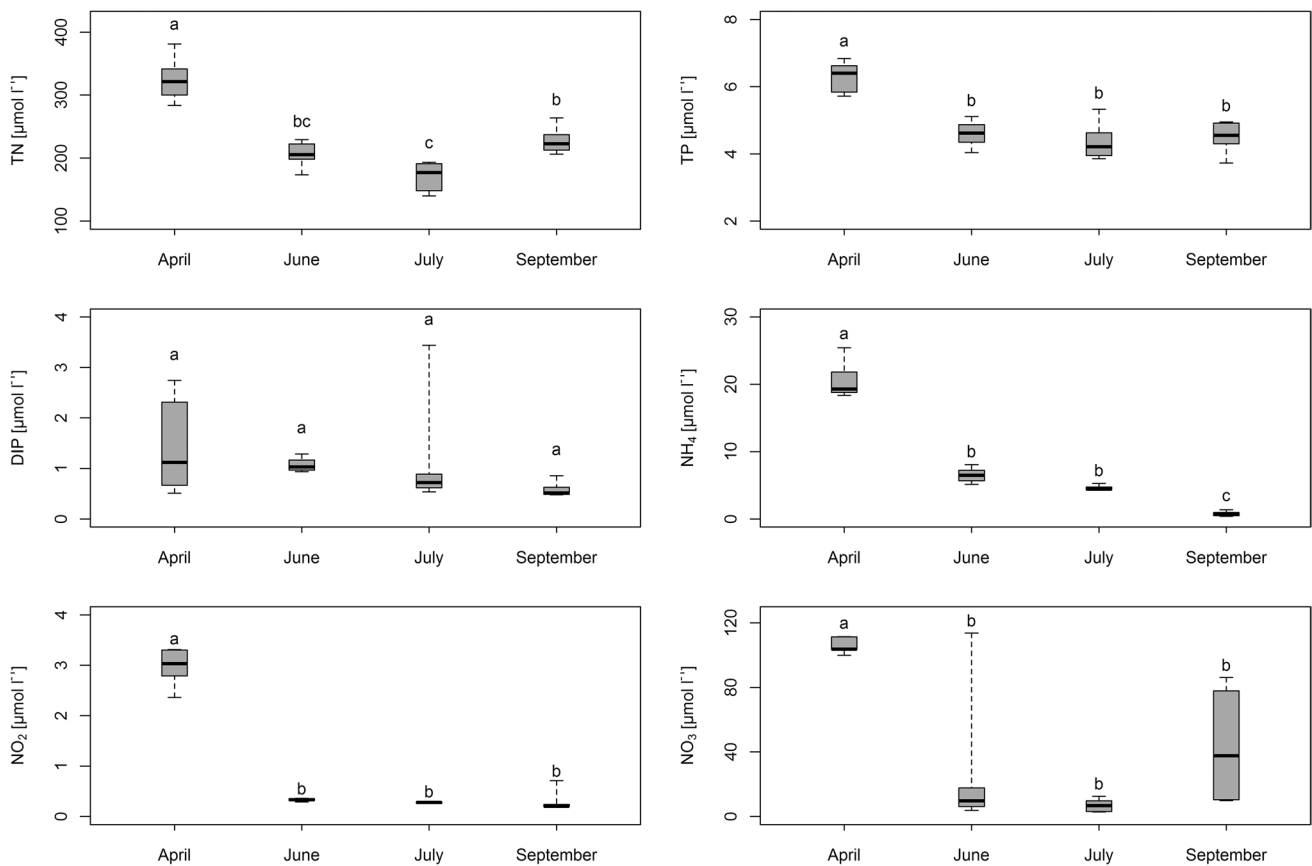 TN [µmol l⁻¹]
400
300
200
100
a
bc
c
b
April June July September
TP [µmol l⁻¹]
8
6
4
2
a
b
b
b
April June July September
DIP [µmol l⁻¹]
4
3
2
1
0
a
a
a
a
April June July September
NH₄ [µmol l⁻¹]
30
20
10
0
a
b
b
c
April June July September
NO₂ [µmol l⁻¹]
4
3
2
1
0
a
b
b
b
April June July September
NO₃ [µmol l⁻¹]
120
80
40
0
a
b
b
b
April June July September